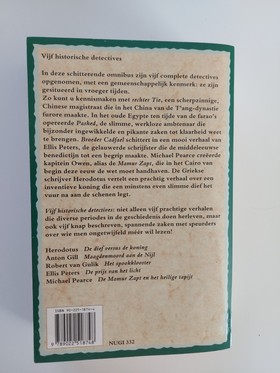 Vijf historische detectives
In deze schitterende omnibus zijn vijf complete detectives
opgenomen, met een gemeenschappelijk kenmerk: ze zijn
gesitueerd in vroeger tijden.
Zo kunt u kennismaken met rechter Tie, een scherpzinnige,
Chinese magistraat die in het China van de T'ang-dynastie
furore maakte. In het oude Egypte ten tijde van de farao's
opereerde Pashed, de dimme, werkloze ambtenaar die
bijzonder ingewikkelde en pikante zaken tot klaarheid weet te
brengen. Broeder Cadfael schittert in een mooi verhaal van
Ellis Peters, de gelauwerde schrijfster die de middeleeuwse
benedictijn tot een begrip maakte. Michael Pearce creëerde
kapitein Owen, alias de Mamur Zapt, die in het Cairo van
begin deze eeuw de wet moet handhaven. De Griekse
schrijver Herodotus vertelt een prachtig verhaal over een
inventieve koning die een minstens even slimme dief het
vuur na aan de schenen legt.
Vijf historische detectives: niet alleen vijf prachtige verhalen
die diverse periodes in de geschiedenis doen herleven, maar
ook vijf knap beschreven, spannende zaken met speurders
over wie men ongetwijfeld méér wil lezen!
Herodotus De dief versus de koning
Anton Gill Maagdenmoord aan de Nijl
Robert van Gulik Het spookklooster
Ellis Peters De prijs van het licht
Michael Pearce De Mamur Zapt en het heilige tapijt
9789022518748
NUGI 332